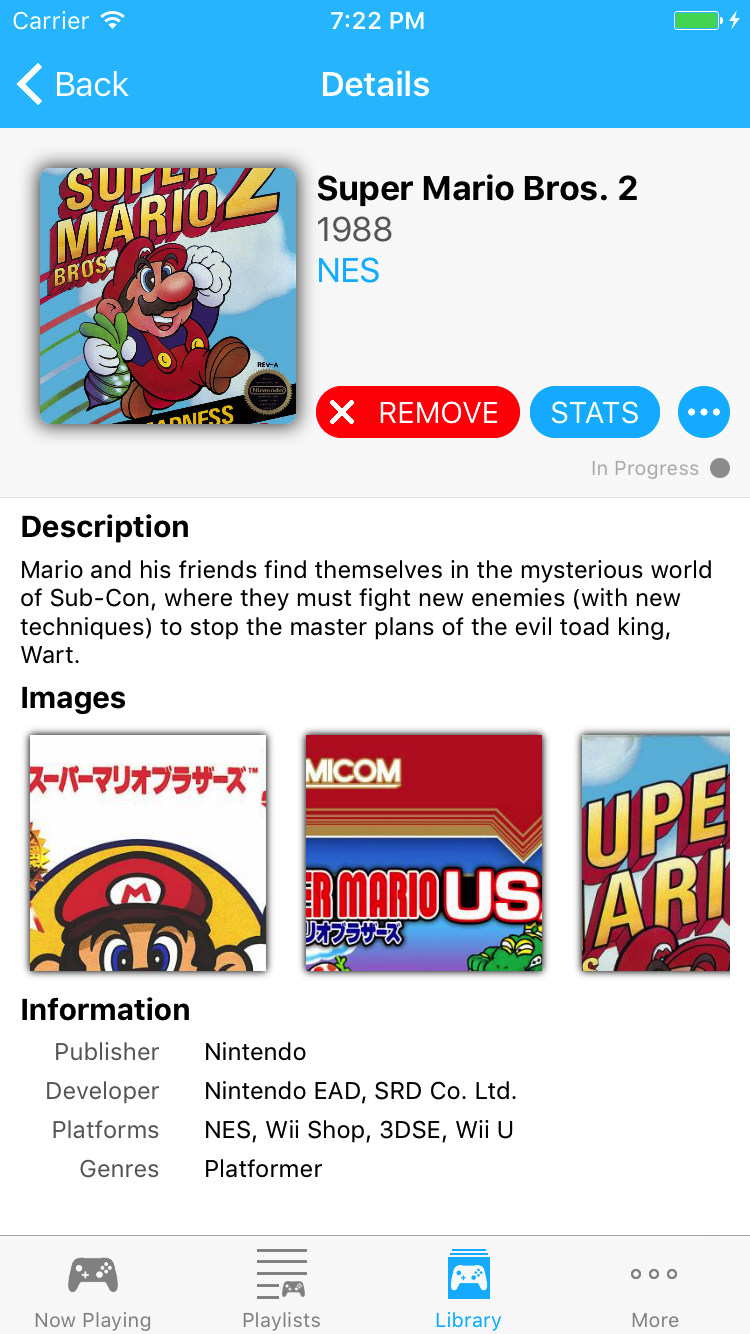 Carrier 7:22 PM
Back Details
SUPER
MARIO 2
BROS.
REV-A
Nintendo
MADNESS
Super Mario Bros. 2
1988
NES
REMOVE STATS
In Progress
Description
Mario and his friends find themselves in the mysterious world
of Sub-Con, where they must fight new enemies (with new
techniques) to stop the master plans of the evil toad king,
Wart.
Images
スーパーマリオブラザーズ™
M
MICOM
ER MARIO USA
リオブラザーズ
UPE
ARI
S
Information
Publisher Nintendo
Developer Nintendo EAD, SRD Co. Ltd.
Platforms NES, Wii Shop, 3DSE, Wii U
Genres Platformer
Now Playing Playlists Library More